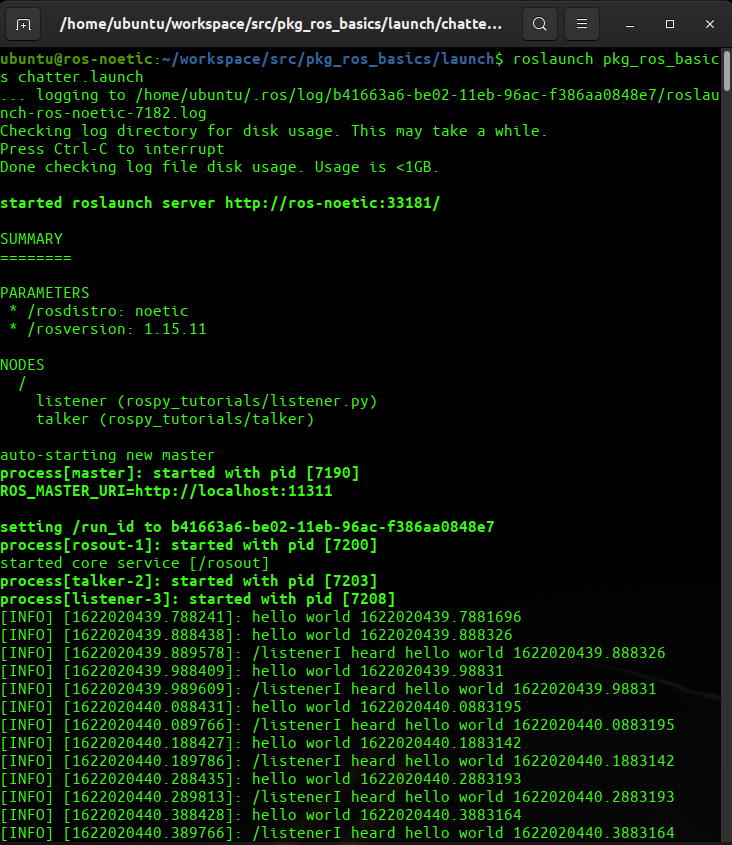 /home/ubuntu/workspace/src/pkg_ros_basics/launch/chatte...
ubuntu@ros-noetic:~/workspace/src/pkg_ros_basics/launch$ roslaunch pkg_ros_basic
s chatter.launch
... logging to /home/ubuntu/.ros/log/b41663a6-be02-11eb-96ac-f386aa0848e7/roslau
nch-ros-noetic-7182.log
Checking log directory for disk usage. This may take a while.
Press Ctrl-C to interrupt
Done checking log file disk usage. Usage is <1GB.
started roslaunch server http://ros-noetic:33181/
SUMMARY
========
PARAMETERS
 * /rosdistro: noetic
 * /rosversion: 1.15.11
NODES
  /
    listener (rospy_tutorials/listener.py)
    talker (rospy_tutorials/talker)
auto-starting new master
process[master]: started with pid [7190]
ROS_MASTER_URI=http://localhost:11311
setting /run_id to b41663a6-be02-11eb-96ac-f386aa0848e7
process[rosout-1]: started with pid [7200]
started core service [/rosout]
process[talker-2]: started with pid [7203]
process[listener-3]: started with pid [7208]
[INFO] [1622020439.788241]: hello world 1622020439.7881696
[INFO] [1622020439.888438]: hello world 1622020439.888326
[INFO] [1622020439.889578]: /listenerI heard hello world 1622020439.888326
[INFO] [1622020439.988409]: hello world 1622020439.98831
[INFO] [1622020439.989609]: /listenerI heard hello world 1622020439.98831
[INFO] [1622020440.088431]: hello world 1622020440.0883195
[INFO] [1622020440.089766]: /listenerI heard hello world 1622020440.0883195
[INFO] [1622020440.188427]: hello world 1622020440.1883142
[INFO] [1622020440.189786]: /listenerI heard hello world 1622020440.1883142
[INFO] [1622020440.288435]: hello world 1622020440.2883193
[INFO] [1622020440.289813]: /listenerI heard hello world 1622020440.2883193
[INFO] [1622020440.388428]: hello world 1622020440.3883164
[INFO] [1622020440.389766]: /listenerI heard hello world 1622020440.3883164